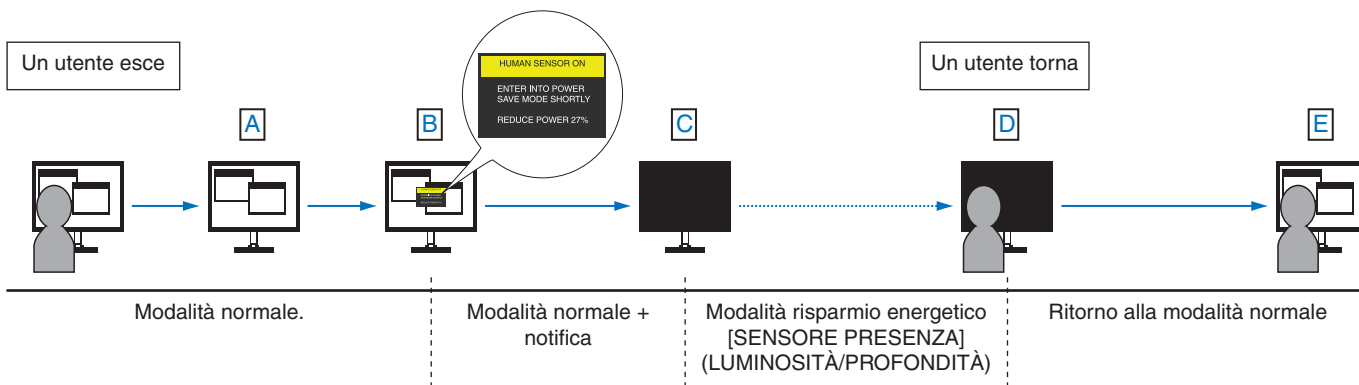 Un utente esce
HUMAN SENSOR ON
ENTER INTO POWER
SAVE MODE SHORTLY
REDUCE POWER 27%
Un utente torna
A
B
C
D
E
Modalità normale.
Modalità normale +
notifica
Modalità risparmio energetico
[SENSORE PRESENZA]
(LUMINOSITÀ/PROFONDITÀ)
Ritorno alla modalità normale